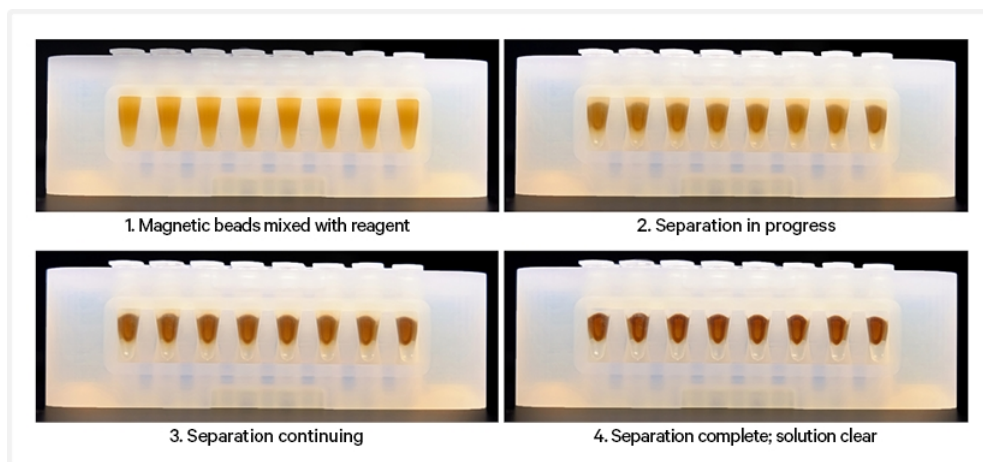 1. Magnetic beads mixed with reagent
2. Separation in progress
3. Separation continuing
4. Separation complete; solution clear